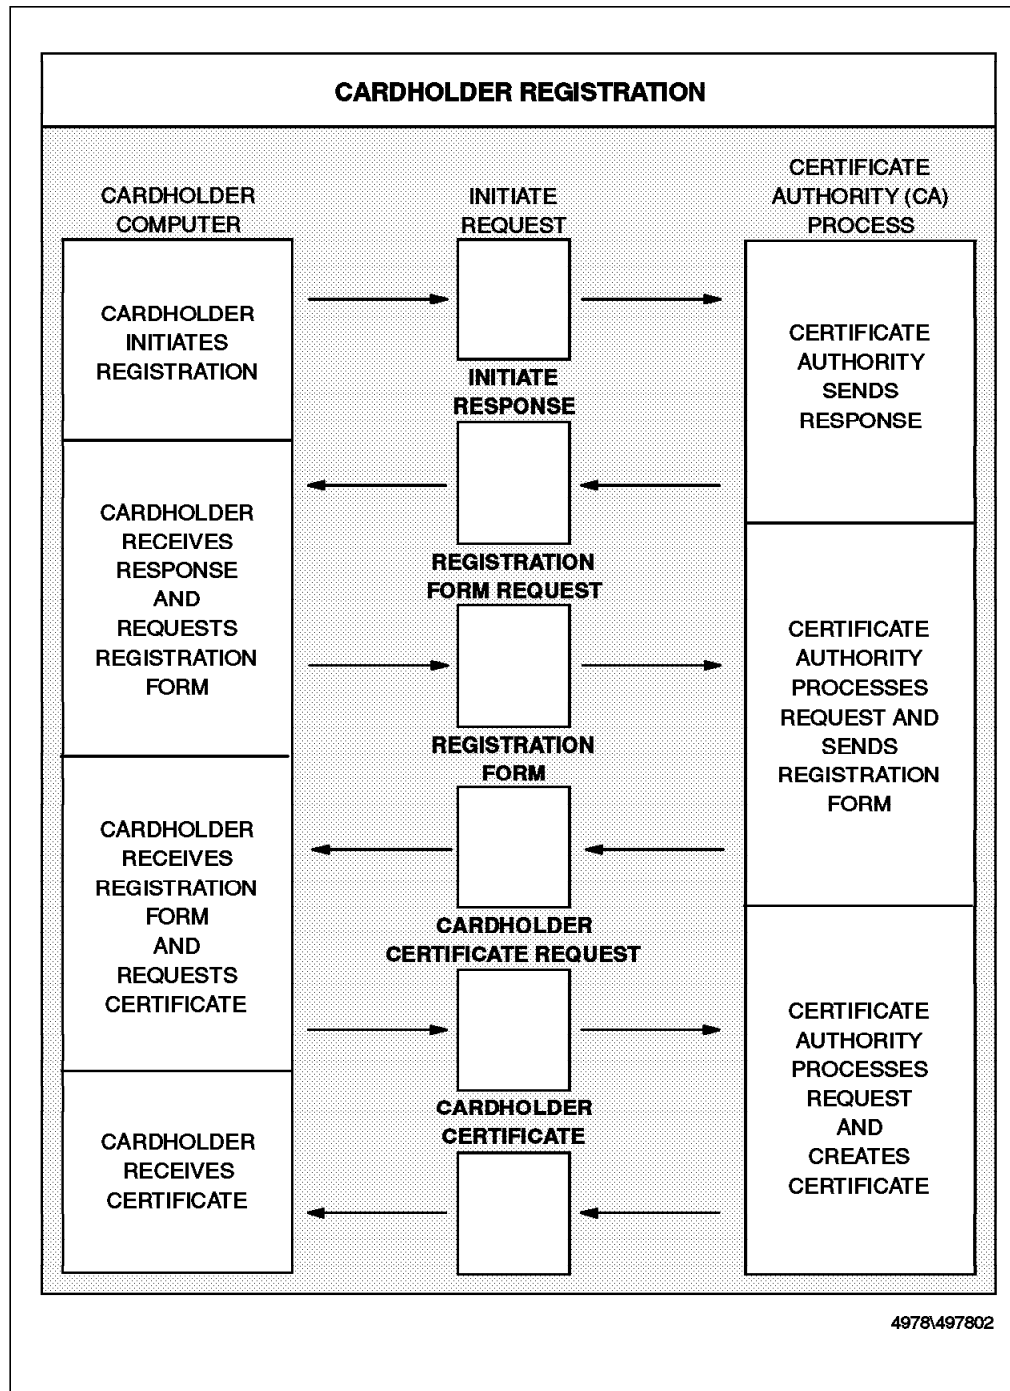 CARDHOLDER REGISTRATION
CARDHOLDER
COMPUTER
INITIATE
REQUEST
CERTIFICATE
AUTHORITY (CA)
PROCESS
CARDHOLDER
INITIATES
REGISTRATION
CERTIFICATE
AUTHORITY
SENDS
RESPONSE
INITIATE
RESPONSE
CARDHOLDER
RECEIVES
RESPONSE
AND
REQUESTS
REGISTRATION
FORM
REGISTRATION
FORM REQUEST
CERTIFICATE
AUTHORITY
PROCESSES
REQUEST AND
SENDS
REGISTRATION
FORM
REGISTRATION
FORM
CARDHOLDER
RECEIVES
REGISTRATION
FORM
AND
REQUESTS
CERTIFICATE
CARDHOLDER
CERTIFICATE REQUEST
CERTIFICATE
AUTHORITY
PROCESSES
REQUEST
AND
CREATES
CERTIFICATE
CARDHOLDER
CERTIFICATE
CARDHOLDER
RECEIVES
CERTIFICATE
4978\497802